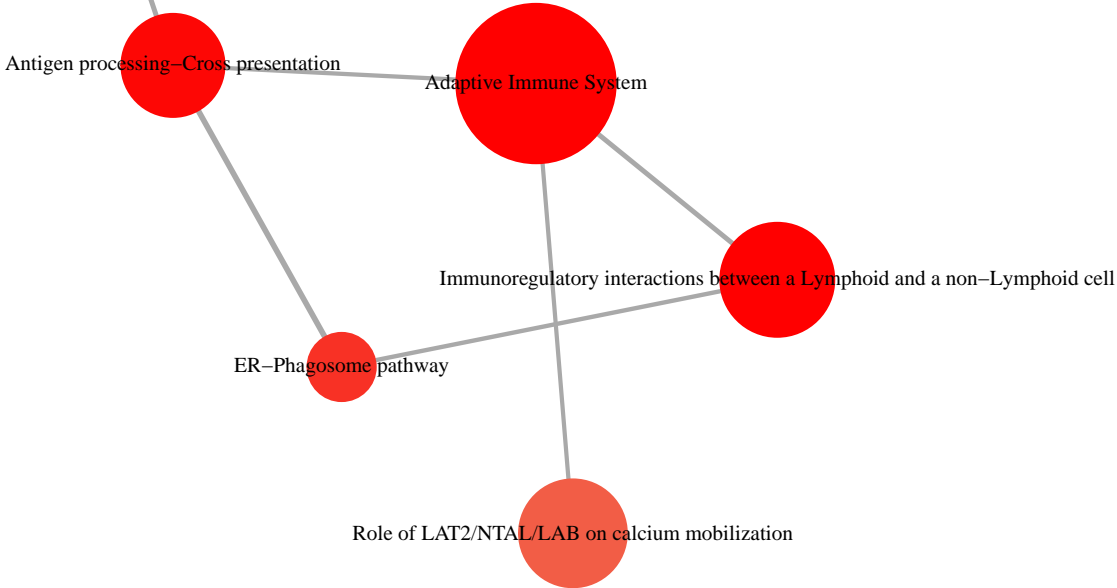 Antigen processing−Cross presentation
Adaptive Immune System
Immunoregulatory interactions between a Lymphoid and a non−Lymphoid cell
ER−Phagosome pathway
Role of LAT2/NTAL/LAB on calcium mobilization